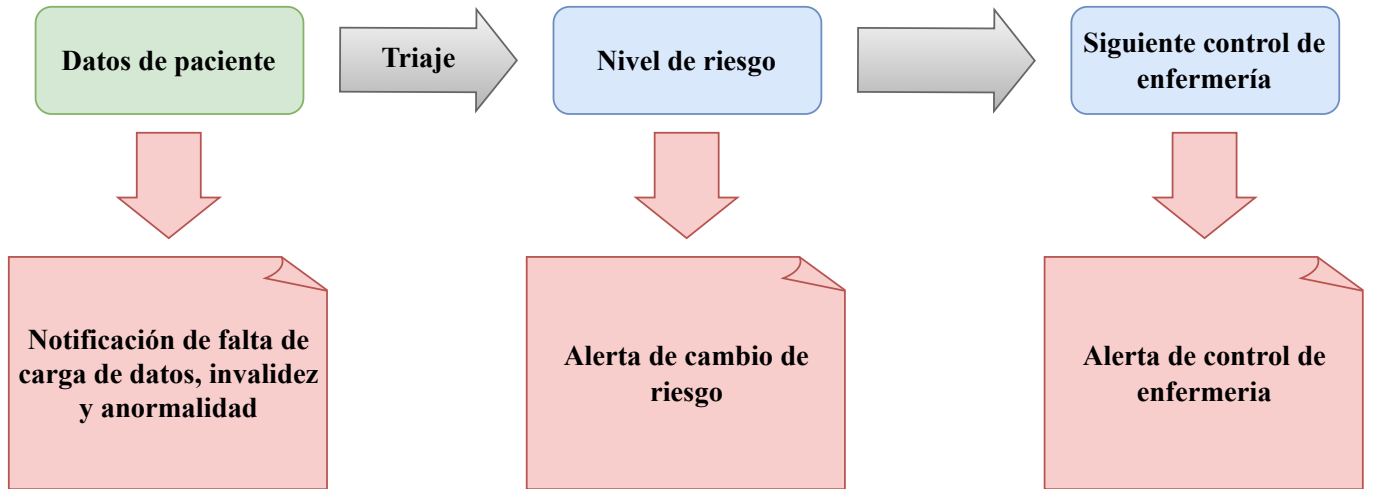 Datos de paciente
Triaje
Nivel de riesgo
Siguiente control de
enfermería
Notificación de falta de
carga de datos, invalidez
y anormalidad
Alerta de cambio de
riesgo
Alerta de control de
enfermeria